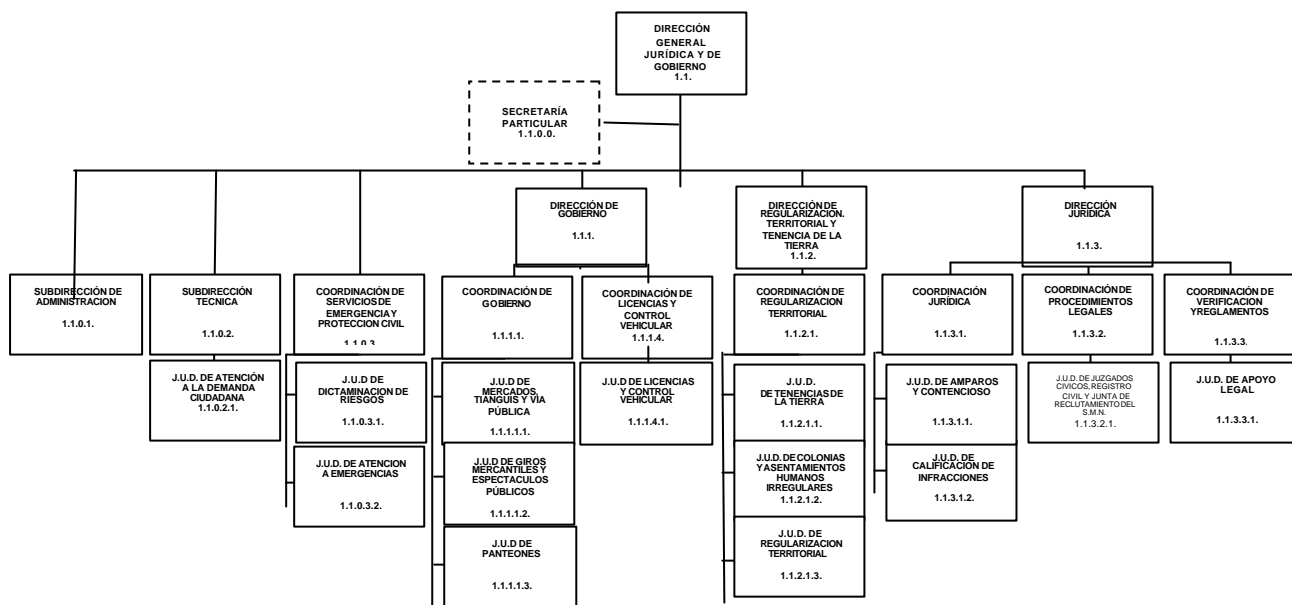 DIRECCIÓN
GENERAL
JURÍDICA Y DE
GOBIERNO
1.1.
SECRETARÍA
PARTICULAR
1.1.0.0.
DIRECCIÓN DE
GOBIERNO
1.1.1.
DIRECCIÓN DE
REGULARIZACION.
TERRITORIAL Y
TENENCIA DE LA
TIERRA
1.1.2.
DIRECCIÓN
JURÍDICA
1.1.3.
SUBDIRECCIÓN DE
ADMINISTRACION
1.1.0.1.
SUBDIRECCIÓN
TECNICA
1.1.0.2.
COORDINACIÓN DE
SERVICIOS DE
EMERGENCIA Y
PROTECCION CIVIL
1.1.0.3.
COORDINACIÓN DE
GOBIERNO
1.1.1.1.
COORDINACIÓN DE
LICENCIAS Y
CONTROL
VEHICULAR
1.1.1.4.
COORDINACIÓN DE
REGULARIZACION
TERRITORIAL
1.1.2.1.
COORDINACIÓN
JURÍDICA
1.1.3.1.
COORDINACIÓN DE
PROCEDIMIENTOS
LEGALES
1.1.3.2.
COORDINACIÓN DE
VERIFICACION
YREGLAMENTOS
1.1.3.3.
J.U.D. DE ATENCIÓN
A LA DEMANDA
CIUDADANA
1.1.0.2.1.
J.U.D DE
DICTAMINACION DE
RIESGOS
1.1.0.3.1.
J.U.D DE
MERCADOS,
TIANGUIS Y VIA
PÚBLICA
1.1.1.1.1.
J.U.D DE LICENCIAS
Y CONTROL
VEHICULAR
1.1.1.4.1.
J.U.D.
DE TENENCIAS DE
LA TIERRA
1.1.2.1.1.
J.U.D. DE AMPAROS
Y CONTENCIOSO
1.1.3.1.1.
J.U.D. DE JUZGADOS
CIVICOS, REGISTRO
CIVIL Y JUNTA DE
RECLUTAMIENTO DEL
S.M.N.
1.1.3.2.1.
J.U.D. DE APOYO
LEGAL
1.1.3.3.1.
J.U.D. DE ATENCION
A EMERGENCIAS
1.1.0.3.2.
J.U.D DE GIROS
MERCANTILES Y
ESPECTACULOS
PÚBLICOS
1.1.1.1.2.
J.U.D. DE COLONIAS
Y ASENTAMIENTOS
HUMANOS
IRREGULARES
1.1.2.1.2.
J.U.D. DE
CALIFICACIÓN DE
INFRACCIONES
1.1.3.1.2.
J.U.D DE
PANTEONES
1.1.1.1.3.
J.U.D. DE
REGULARIZACION
TERRITORIAL
1.1.2.1.3.